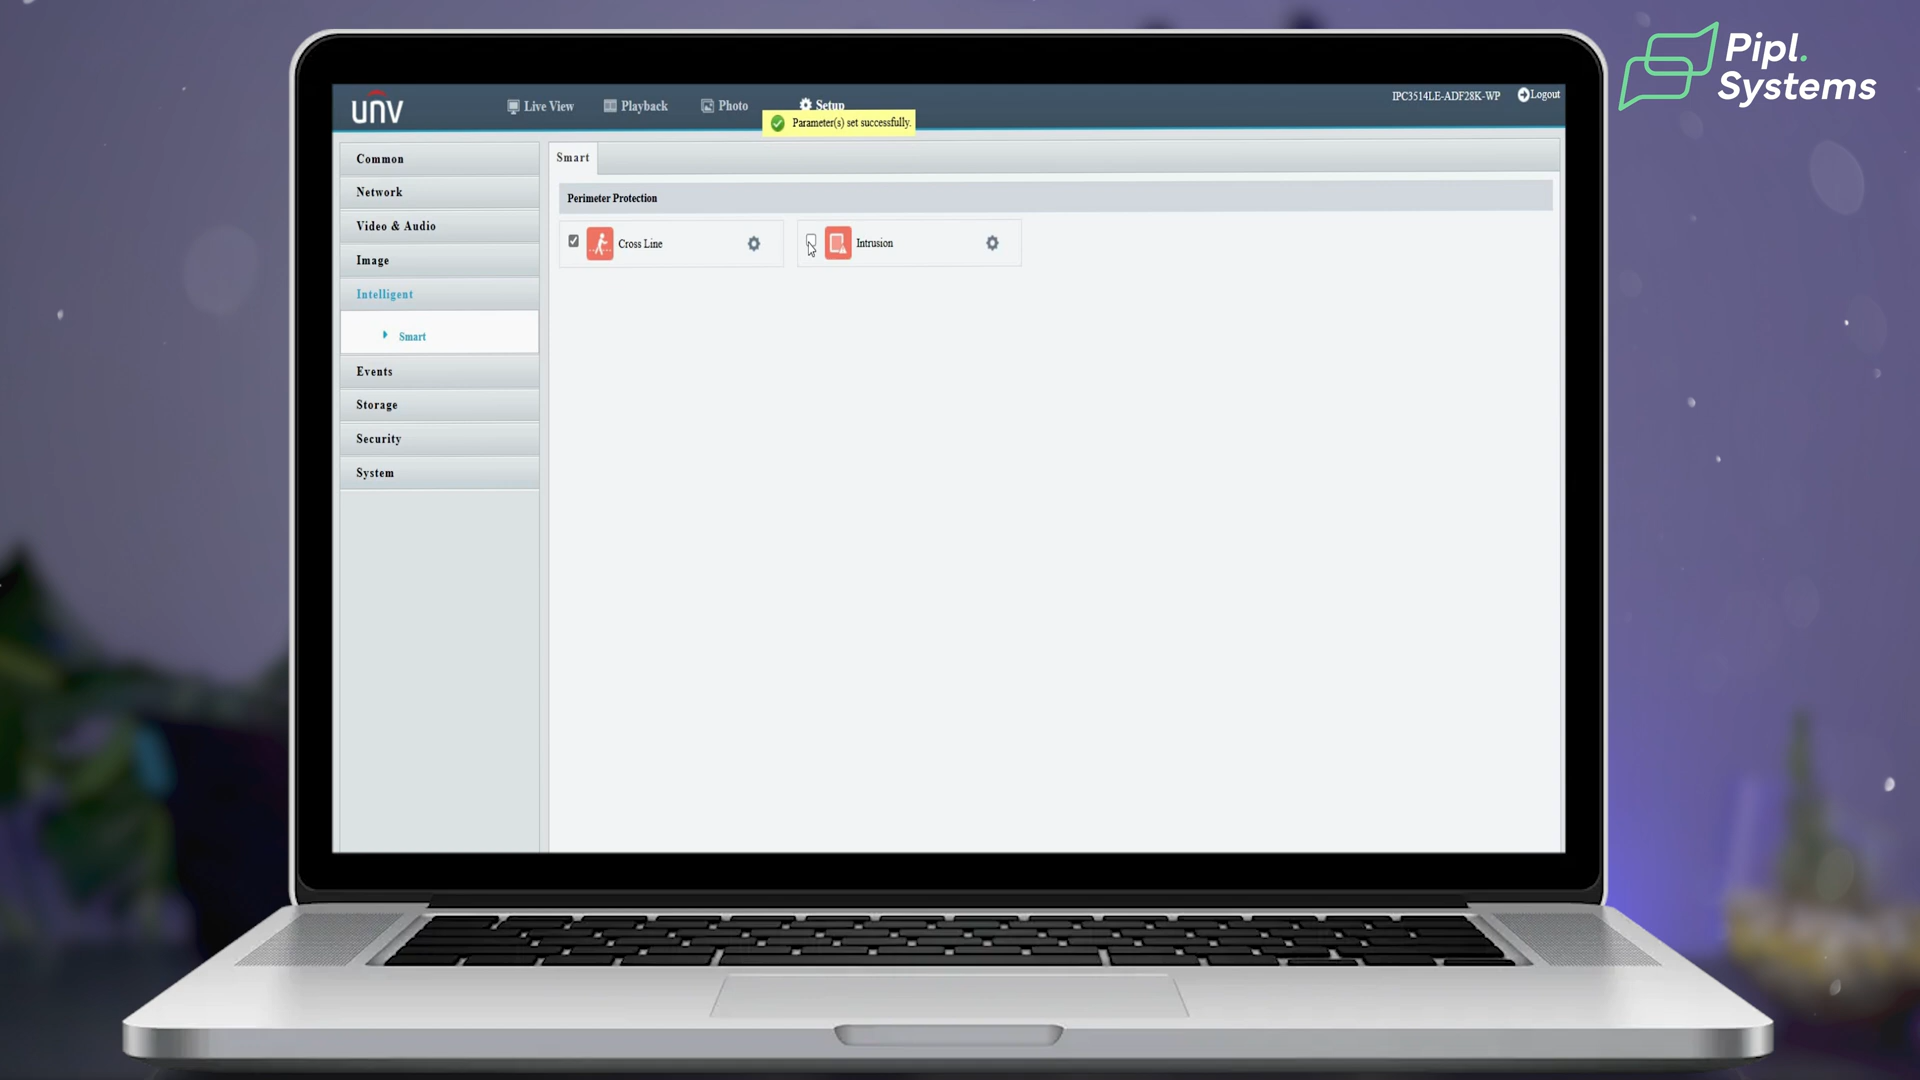 Pipl.
Systems
unv
Live View
Playback
Photo
Setup
IPC3514LE-ADF28K-WP
Logout
Parameter(s) set successfully.
Common
Network
Video & Audio
Image
Intelligent
Smart
Events
Storage
Security
System
Smart
Perimeter Protection
Cross Line
Intrusion